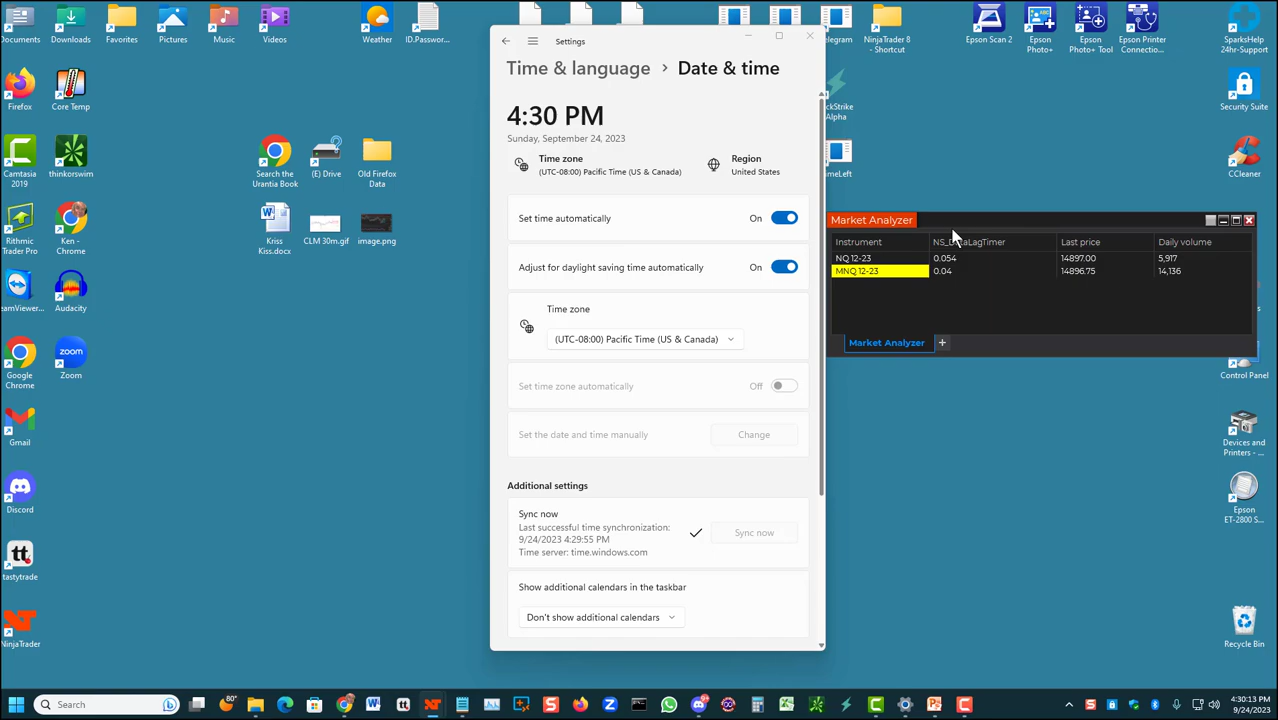 Documents
Downloads
Favorites
Pictures
Music
Videos
Weather
ID.Passwor...
elegram
NinjaTrader 8
- Shortcut
Epson Scan 2
Epson
Photo+
Epson
Photo+ Tool
Epson Printer
Connectio...
SparksHelp
24hr-Support
Settings
Time & language > Date & time
4:30 PM
Sunday, September 24, 2023
Time zone
(UTC-08:00) Pacific Time (US & Canada)
Region
United States
Set time automatically
On
Adjust for daylight saving time automatically
On
Time zone
(UTC-08:00) Pacific Time (US & Canada)
Set time zone automatically
Off
Set the date and time manually
Change
Additional settings
Sync now
Last successful time synchronization:
9/24/2023 4:29:55 PM
Time server: time.windows.com
Sync now
Show additional calendars in the taskbar
Don't show additional calendars
Firefox
Core Temp
ckStrike
Alpha
Security Suite
Camtasia
2019
thinkorswim
Search the
Urantia Book
(E) Drive
Old Firefox
Data
imeLeft
CCleaner
Rithmic
Trader Pro
Ken -
Chrome
Kriss
Kiss.docx
CLM 30m.gif
image.png
Market Analyzer
Instrument
Last price
Daily volume
NQ 12-23 0.054 14897.00 5,917
MNQ 12-23 0.04 14896.75 14,136
Market Analyzer +
eamViewer...
Audacity
Google
Chrome
Zoom
Control Panel
Gmail
Devices and
Printers - ...
Discord
Epson
ET-2800 S...
tt
tastytrade
zoom
NinjaTrader
Recycle Bin
Search
80°
tt
4:30:13 PM
9/24/2023